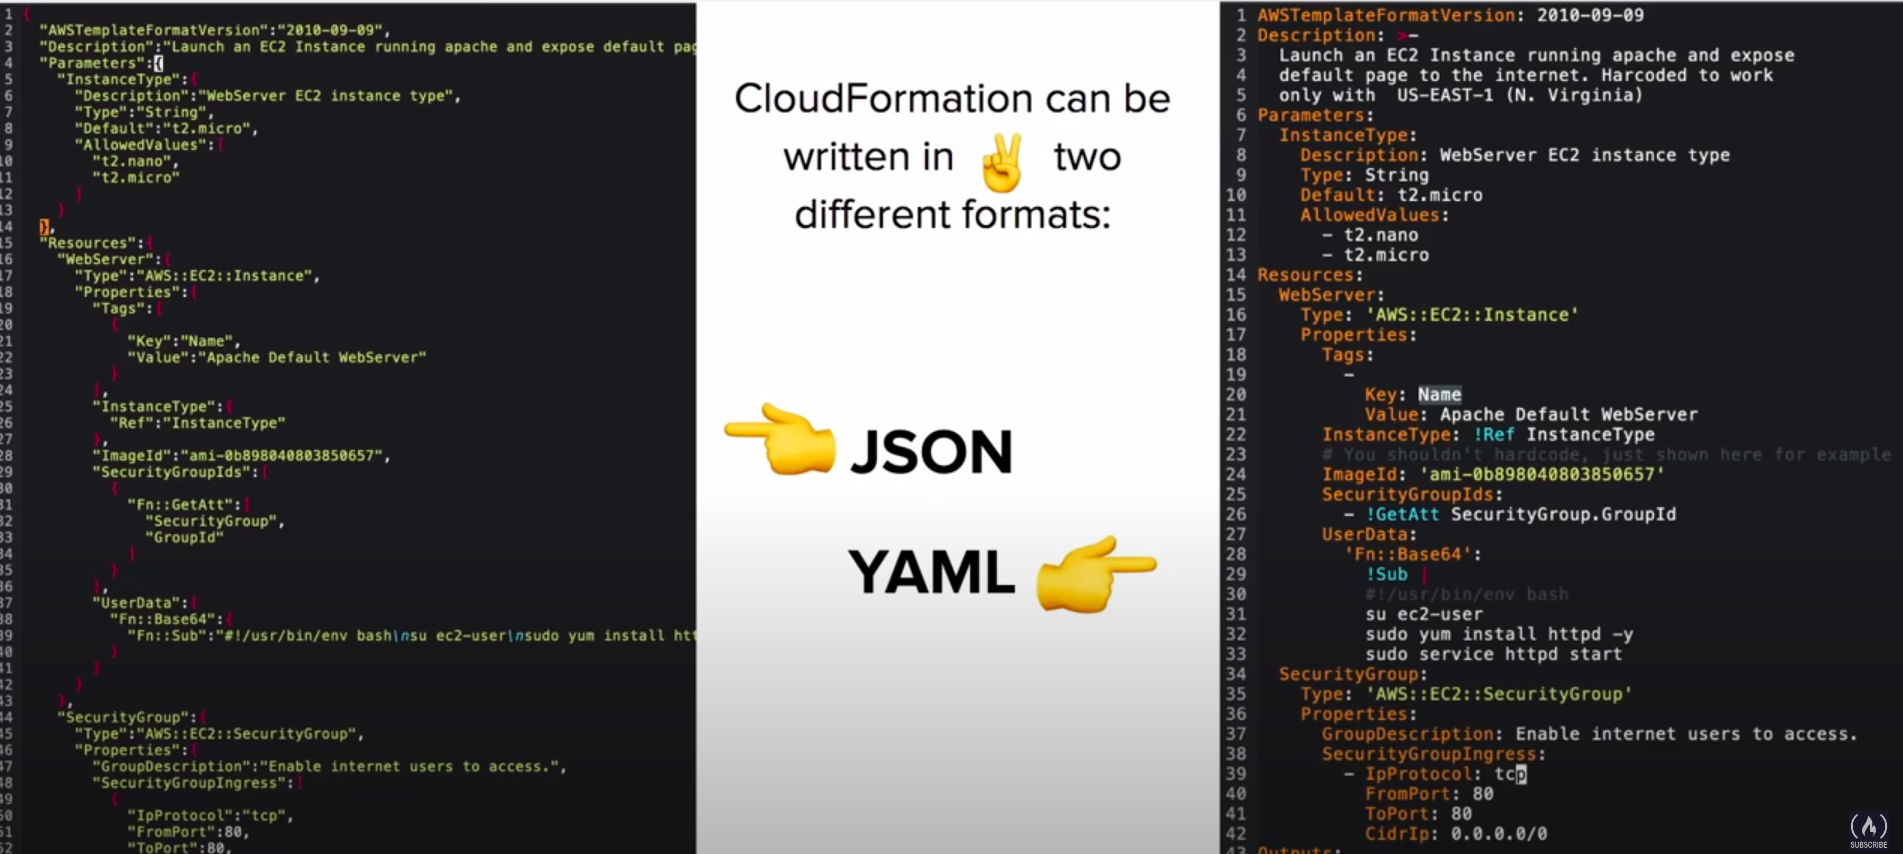 1 {
2 "AWSTemplateFormatVersion":"2010-09-09",
3 "Description":"Launch an EC2 Instance running apache and expose default pag
4 "Parameters":{
5 "InstanceType":{
6 "Description":"WebServer EC2 instance type",
7 "Type":"String",
8 "Default":"t2.micro",
9 "AllowedValues":[
10 "t2.nano",
11 "t2.micro"
12 ]
13 }
14 },
15 "Resources":{
16 "WebServer":{
17 "Type":"AWS::EC2::Instance",
18 "Properties":{
19 "Tags":[
20 {
21 "Key":"Name",
22 "Value":"Apache Default WebServer"
23 }
24 ],
25 "InstanceType":{
26 "Ref":"InstanceType"
27 },
28 "ImageId":"ami-0b898040803850657",
29 "SecurityGroupIds":[
30 {
31 "Fn::GetAtt":[
32 "SecurityGroup",
33 "GroupId"
34 ]
35 }
36 ],
37 "UserData":{
38 "Fn::Base64":{
39 "Fn::Sub":"#!/usr/bin/env bash\nsu ec2-user\nsudo yum install htt
40 }
41 }
42 }
43 },
44 "SecurityGroup":{
45 "Type":"AWS::EC2::SecurityGroup",
46 "Properties":{
47 "GroupDescription":"Enable internet users to access.",
48 "SecurityGroupIngress":[
49 {
50 "IpProtocol":"tcp",
51 "FromPort":80,
52 "ToPort":80,
CloudFormation can be
written in two
different formats:
JSON
YAML
1 AWSTemplateFormatVersion: 2010-09-09
2 Description: >-
3 Launch an EC2 Instance running apache and expose
4 default page to the internet. Harcoded to work
5 only with  US-EAST-1 (N. Virginia)
6 Parameters:
7 InstanceType:
8 Description: WebServer EC2 instance type
9 Type: String
10 Default: t2.micro
11 AllowedValues:
12 - t2.nano
13 - t2.micro
14 Resources:
15 WebServer:
16 Type: 'AWS::EC2::Instance'
17 Properties:
18 Tags:
19 -
20 Key: Name
21 Value: Apache Default WebServer
22 InstanceType: !Ref InstanceType
23 # You shouldn't hardcode, just shown here for example
24 ImageId: 'ami-0b898040803850657'
25 SecurityGroupIds:
26 - !GetAtt SecurityGroup.GroupId
27 UserData:
28 'Fn::Base64':
29 !Sub |
30 #!/usr/bin/env bash
31 su ec2-user
32 sudo yum install httpd -y
33 sudo service httpd start
34 SecurityGroup:
35 Type: 'AWS::EC2::SecurityGroup'
36 Properties:
37 GroupDescription: Enable internet users to access.
38 SecurityGroupIngress:
39 - IpProtocol: tcp
40 FromPort: 80
41 ToPort: 80
42 CidrIp: 0.0.0.0/0
43 Outputs:
SUBSCRIBE